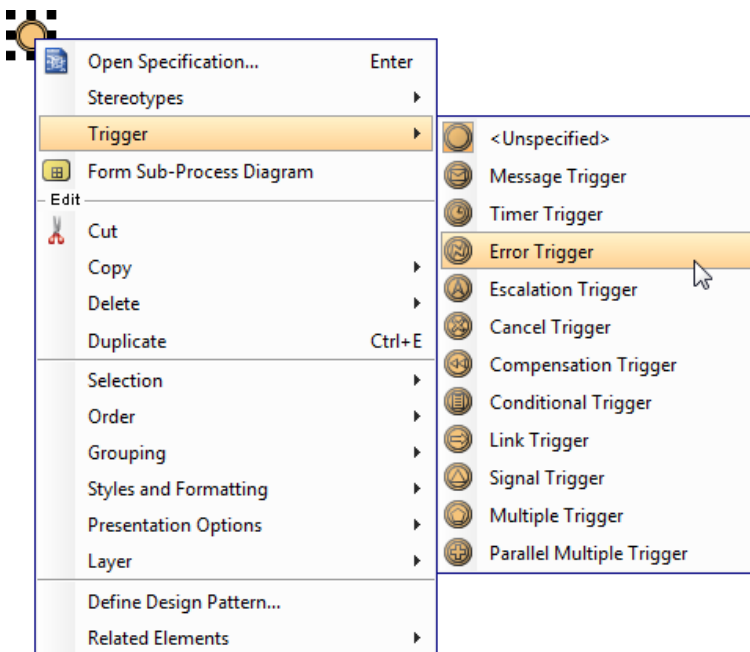 Open Specification... Enter
Stereotypes
Trigger
Form Sub-Process Diagram
Edit
Cut
Copy
Delete
Duplicate Ctrl+E
Selection
Order
Grouping
Styles and Formatting
Presentation Options
Layer
Define Design Pattern...
Related Elements
<Unspecified>
Message Trigger
Timer Trigger
Error Trigger
Escalation Trigger
Cancel Trigger
Compensation Trigger
Conditional Trigger
Link Trigger
Signal Trigger
Multiple Trigger
Parallel Multiple Trigger